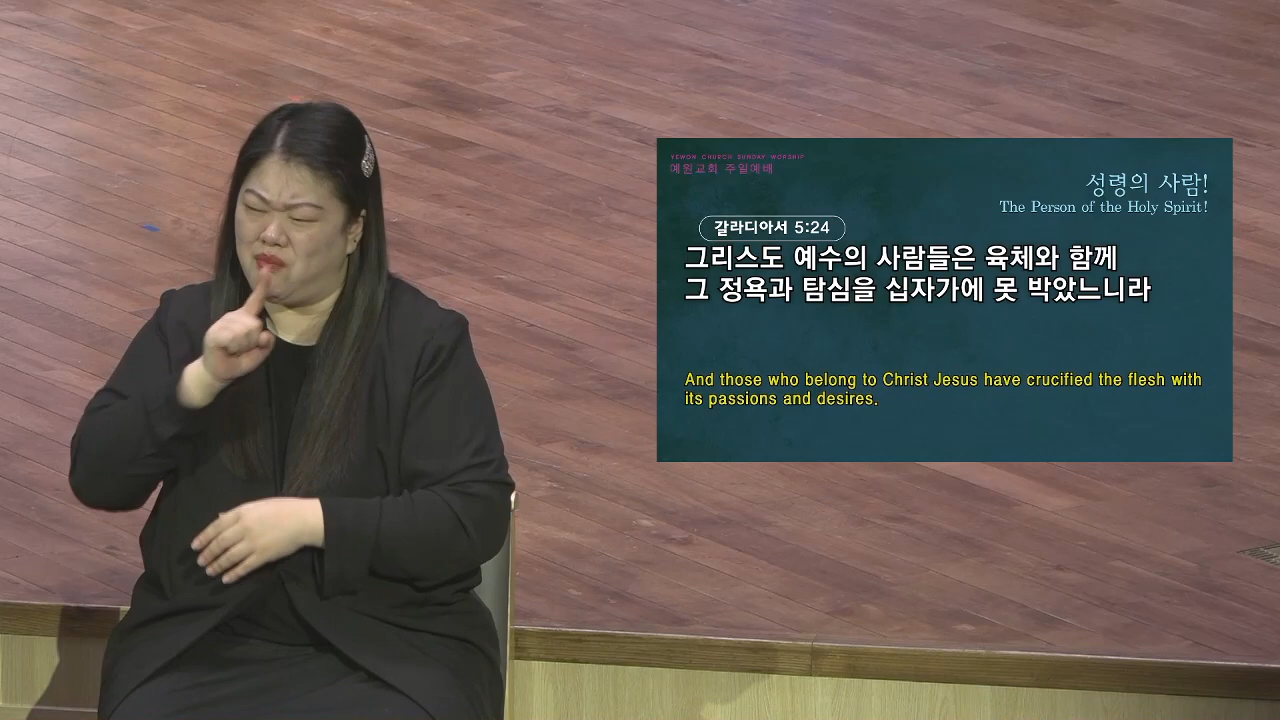 YEWON CHURCH SUNDAY WORSHIP
예원교회 주일예배
성령의 사람!
The Person of the Holy Spirit!
갈라디아서 5:24
그리스도 예수의 사람들은 육체와 함께
그 정욕과 탐심을 십자가에 못 박았느니라
And those who belong to Christ Jesus have crucified the flesh with
its passions and desires.